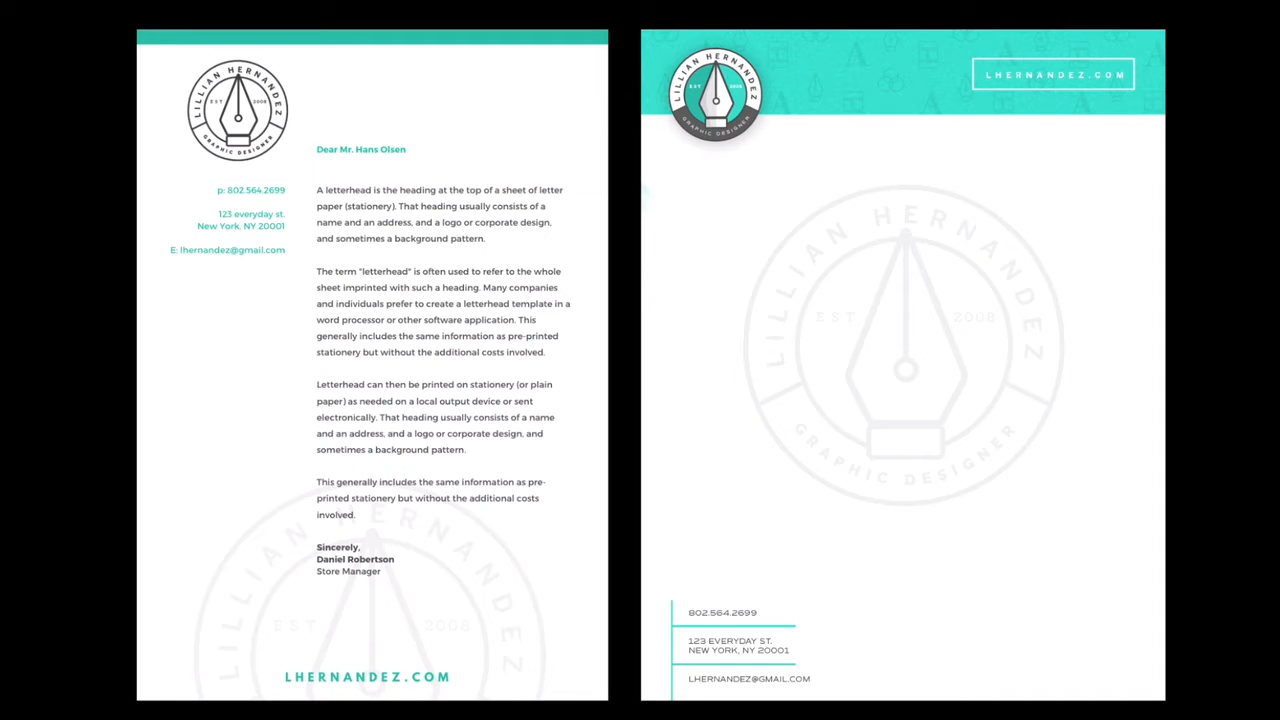 LILLIAN HERNANDEZ
EST 2008
GRAPHIC DESIGNER
Dear Mr. Hans Olsen
p: 802.564.2699
123 everyday st.
New York, NY 20001
E: lhernandez@gmail.com
A letterhead is the heading at the top of a sheet of letter
paper (stationery). That heading usually consists of a
name and an address, and a logo or corporate design,
and sometimes a background pattern.
The term "letterhead" is often used to refer to the whole
sheet imprinted with such a heading. Many companies
and individuals prefer to create a letterhead template in a
word processor or other software application. This
generally includes the same information as pre-printed
stationery but without the additional costs involved.
Letterhead can then be printed on stationery (or plain
paper) as needed on a local output device or sent
electronically. That heading usually consists of a name
and an address, and a logo or corporate design, and
sometimes a background pattern.
This generally includes the same information as pre-
printed stationery but without the additional costs
involved.
Sincerely,
Daniel Robertson
Store Manager
LILLIAN HERNANDEZ
EST 2008
LHERNANDEZ.COM
LILLIAN HERNANDEZ
EST 2008
GRAPHIC DESIGNER
LHERNANDEZ.COM
LILLIAN HERNANDEZ
EST 2008
GRAPHIC DESIGNER
802.564.2699
123 EVERYDAY ST.
NEW YORK, NY 20001
LHERNANDEZ@GMAIL.COM